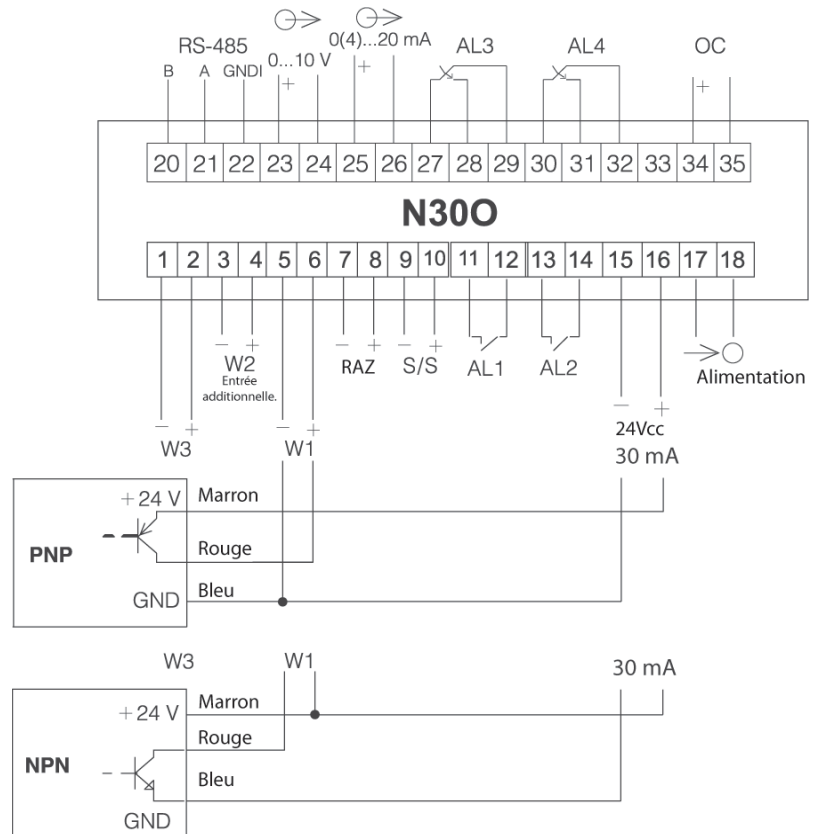 RS-485
0...10 V
0(4)...20 mA
AL3
AL4
OC
B
A
GNDI
+
+
+
20 21 22 23 24 25 26 27 28 29 30 31 32 33 34 35
N30O
1 2 3 4 5 6 7 8 9 10 11 12 13 14 15 16 17 18
− +
W2
Entrée
additionnelle.
− +
RAZ
− +
S/S
AL1
AL2
Alimentation
− +
W3
− +
W1
− +
24Vcc
30 mA
PNP
+ 24 V
Marron
Rouge
GND
Bleu
W3
W1
30 mA
NPN
+ 24 V
Marron
Rouge
Bleu
GND